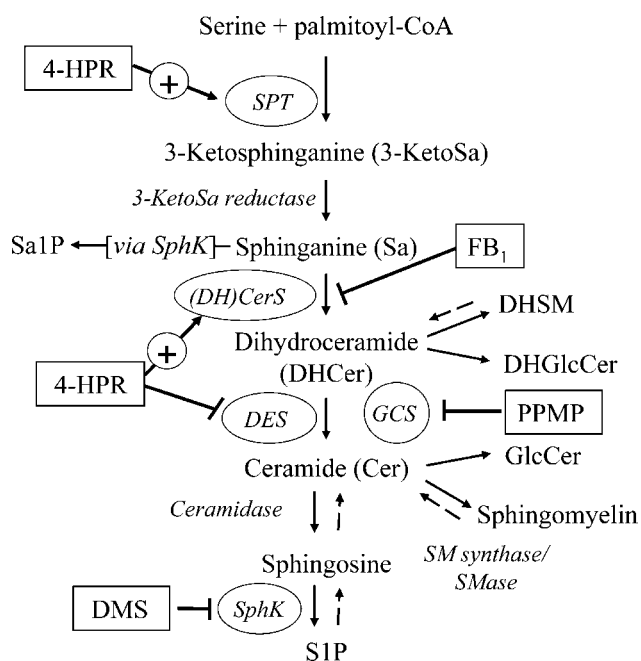 Serine + palmitoyl-CoA
4-HPR
+
SPT
3-Ketosphinganine (3-KetoSa)
3-KetoSa reductase
Sa1P
[via SphK]
Sphinganine (Sa)
FB1
(DH)CerS
DHSM
+
Dihydroceramide
(DHCer)
DHGlcCer
4-HPR
DES
GCS
PPMP
GlcCer
Ceramide (Cer)
Ceramidase
Sphingomyelin
SM synthase/
SMase
Sphingosine
DMS
SphK
S1P